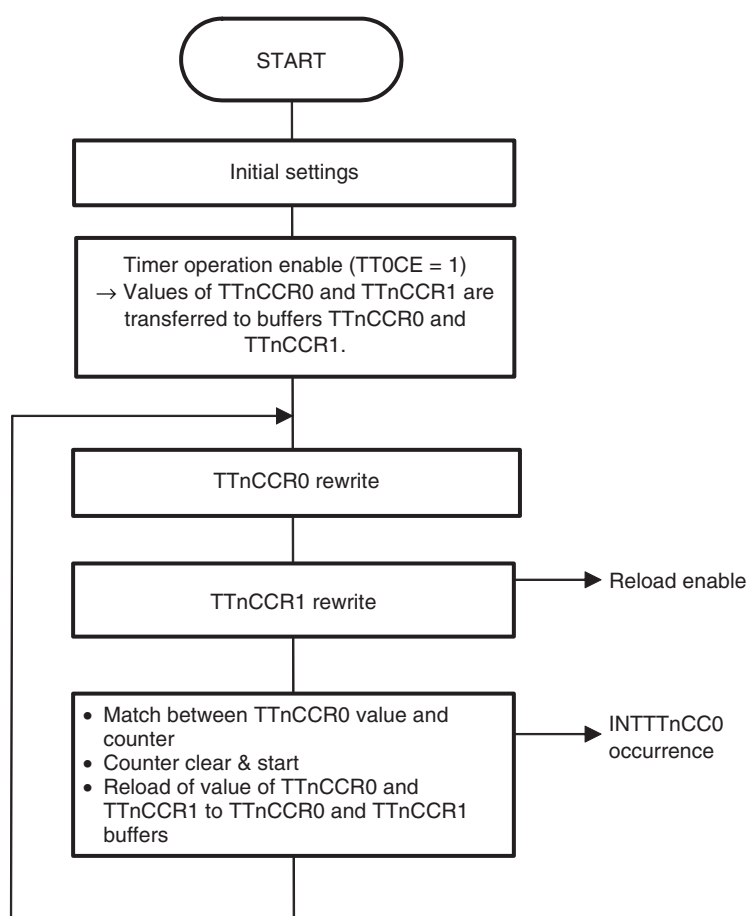 START
Initial settings
Timer operation enable (TT0CE = 1)
→ Values of TTnCCR0 and TTnCCR1 are
transferred to buffers TTnCCR0 and
TTnCCR1.
TTnCCR0 rewrite
TTnCCR1 rewrite
Reload enable
• Match between TTnCCR0 value and
counter
• Counter clear & start
• Reload of value of TTnCCR0 and
TTnCCR1 to TTnCCR0 and TTnCCR1
buffers
INTTTnCC0
occurrence